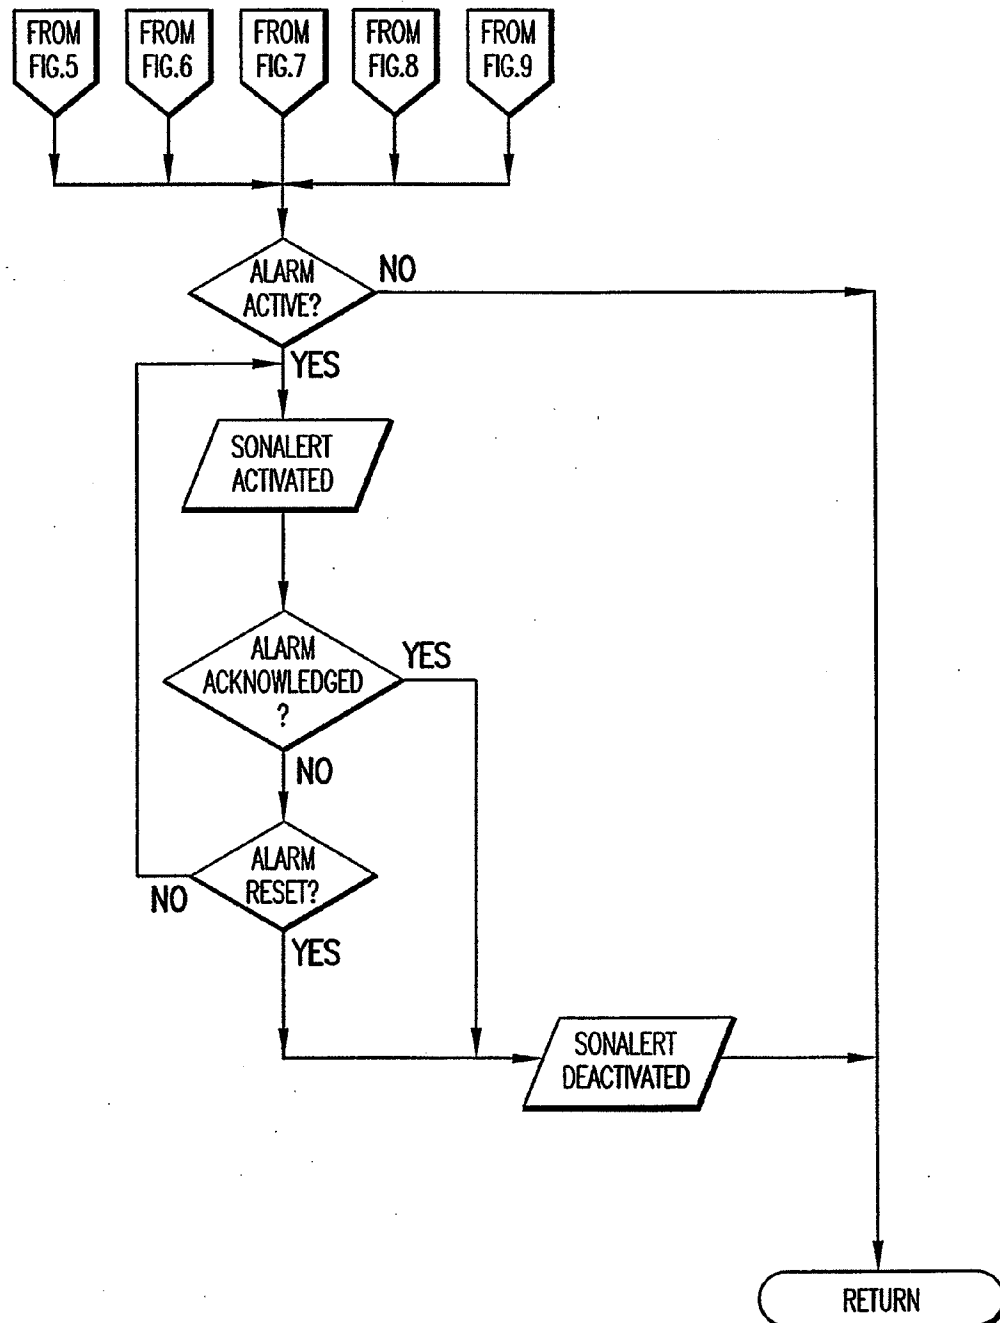 FROM
FIG.5
FROM
FIG.6
FROM
FIG.7
FROM
FIG.8
FROM
FIG.9
ALARM
ACTIVE?
NO
YES
SONALERT
ACTIVATED
ALARM
ACKNOWLEDGED
?
YES
NO
ALARM
RESET?
NO
YES
SONALERT
DEACTIVATED
RETURN